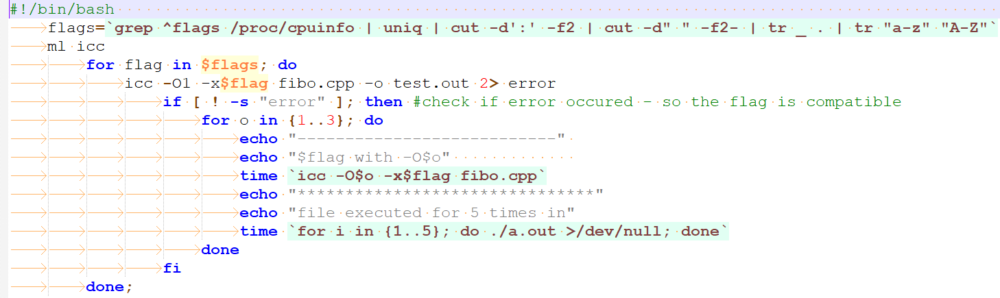 #!/bin/bash
flags=`grep ^flags /proc/cpuinfo | uniq | cut -d':' -f2 | cut -d" " -f2- | tr _ . | tr "a-z" "A-Z"`
ml icc
for flag in $flags; do
icc -O1 -x$flag fibo.cpp -o test.out 2> error
if [ ! -s "error" ]; then #check if error occured - so the flag is compatible
for o in {1..3}; do
echo "---------------------------"
echo "$flag with -O$o"
time `icc -O$o -x$flag fibo.cpp`
echo "*******************************"
echo "file executed for 5 times in"
time `for i in {1..5}; do ./a.out >/dev/null; done`
done
fi
done;